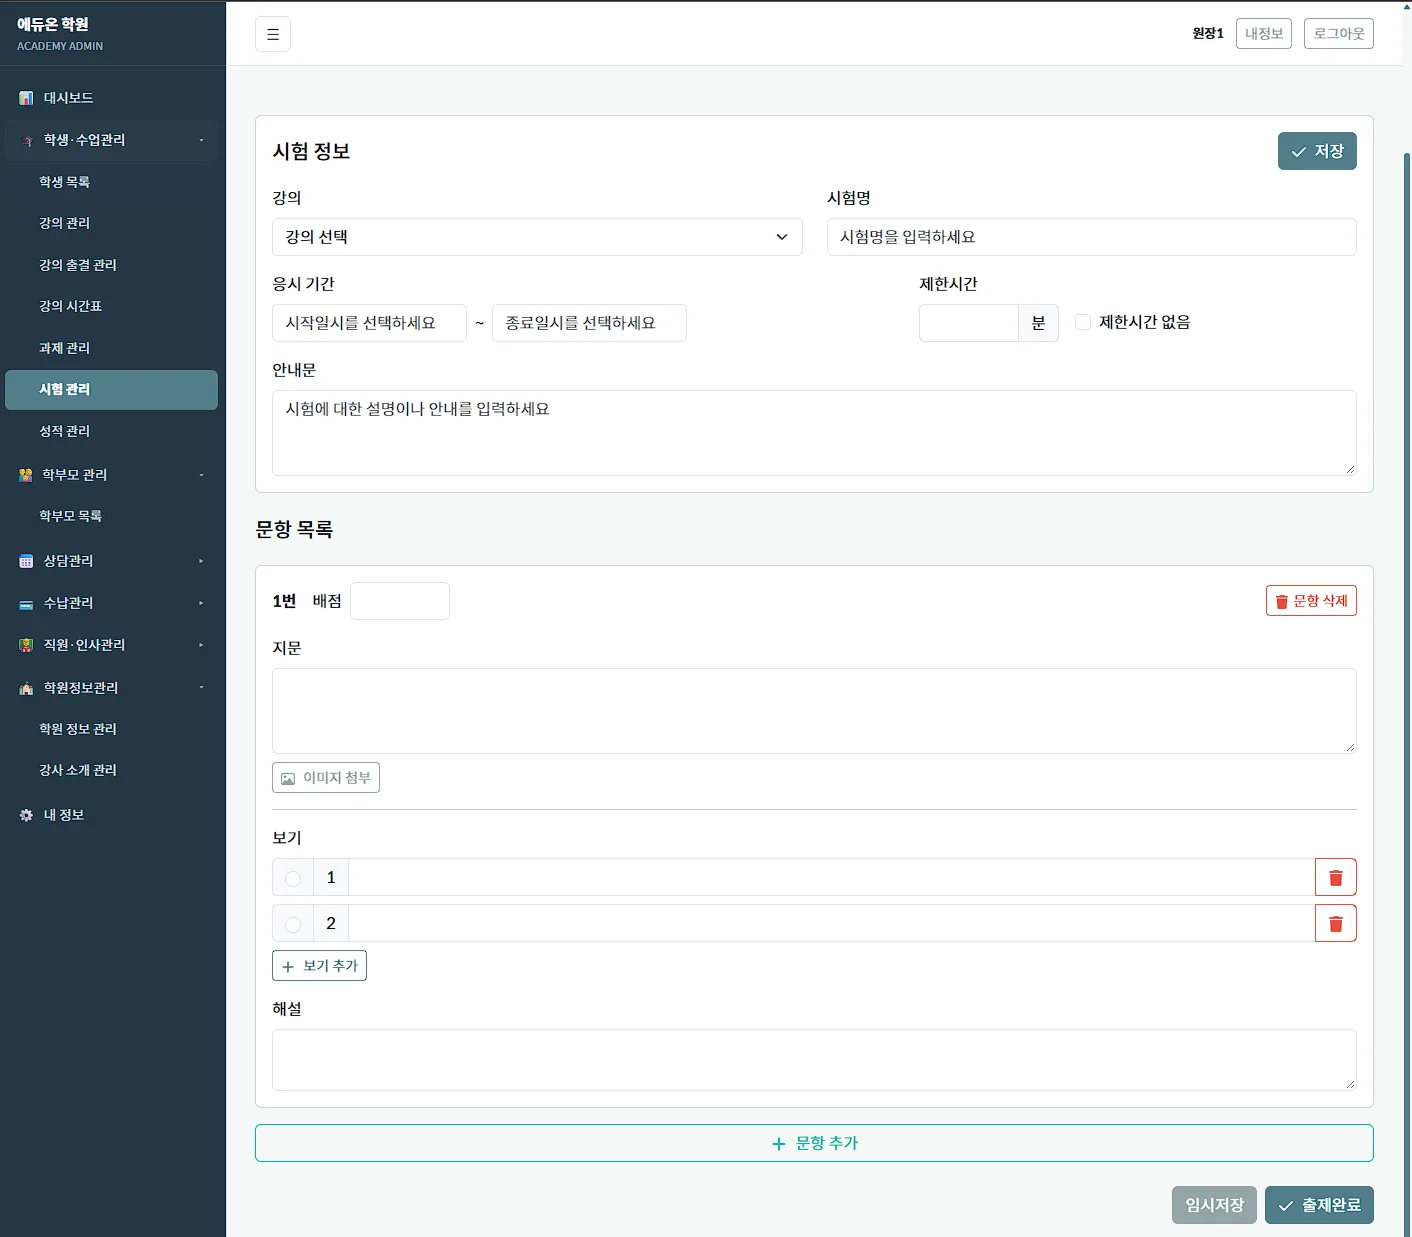 에듀온 학원
ACADEMY ADMIN
대시보드
학생·수업관리
학생 목록
강의 관리
강의 출결 관리
강의 시간표
과제 관리
시험 관리
성적 관리
학부모 관리
학부모 목록
상담관리
수납관리
직원·인사관리
학원정보관리
학원 정보 관리
강사 소개 관리
내 정보
원장1 내정보 로그아웃
시험 정보 저장
강의 시험명
강의 선택 시험명을 입력하세요
응시 기간 제한시간
시작일시를 선택하세요 ~ 종료일시를 선택하세요 분 제한시간 없음
안내문
시험에 대한 설명이나 안내를 입력하세요
문항 목록
1번 배점 문항 삭제
지문
이미지 첨부
보기
1
2
+ 보기 추가
해설
+ 문항 추가
임시저장 출제완료